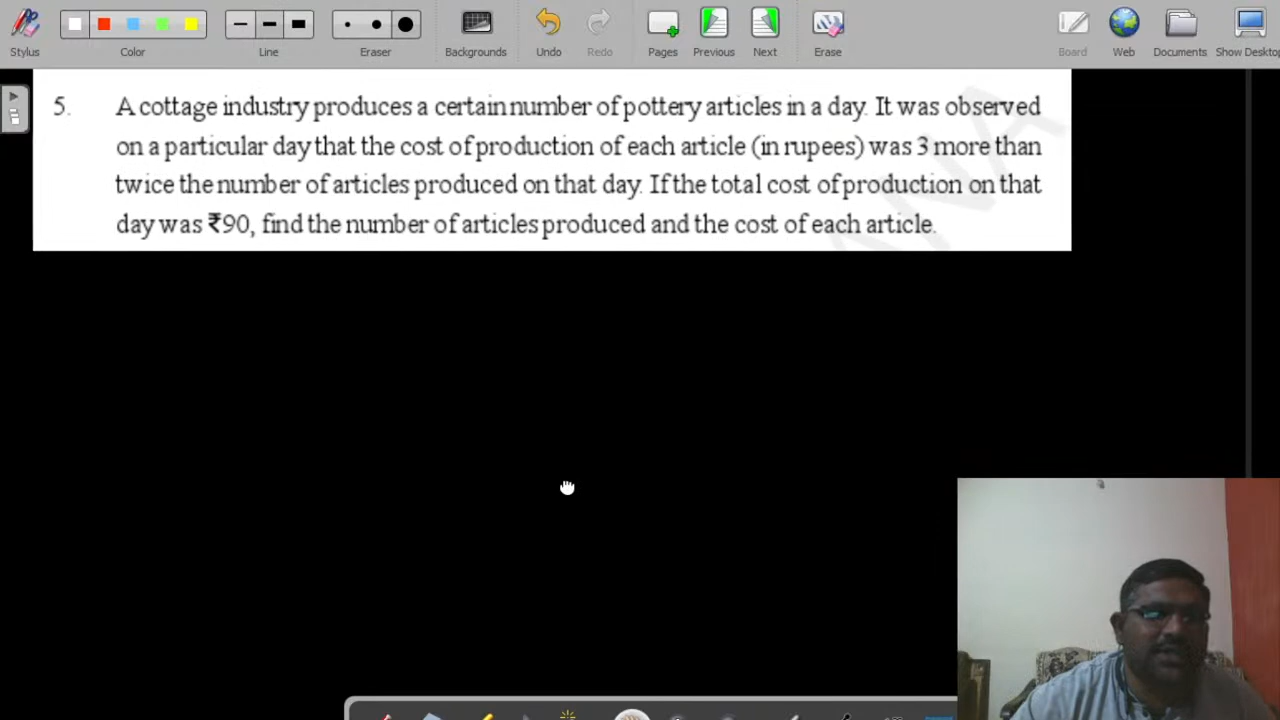 Stylus Color Line Eraser Backgrounds Undo Redo Pages Previous Next Erase Board Web Documents Show Deskto
5. A cottage industry produces a certain number of pottery articles in a day. It was observed
on a particular day that the cost of production of each article (in rupees) was 3 more than
twice the number of articles produced on that day. If the total cost of production on that
day was ₹90, find the number of articles produced and the cost of each article.